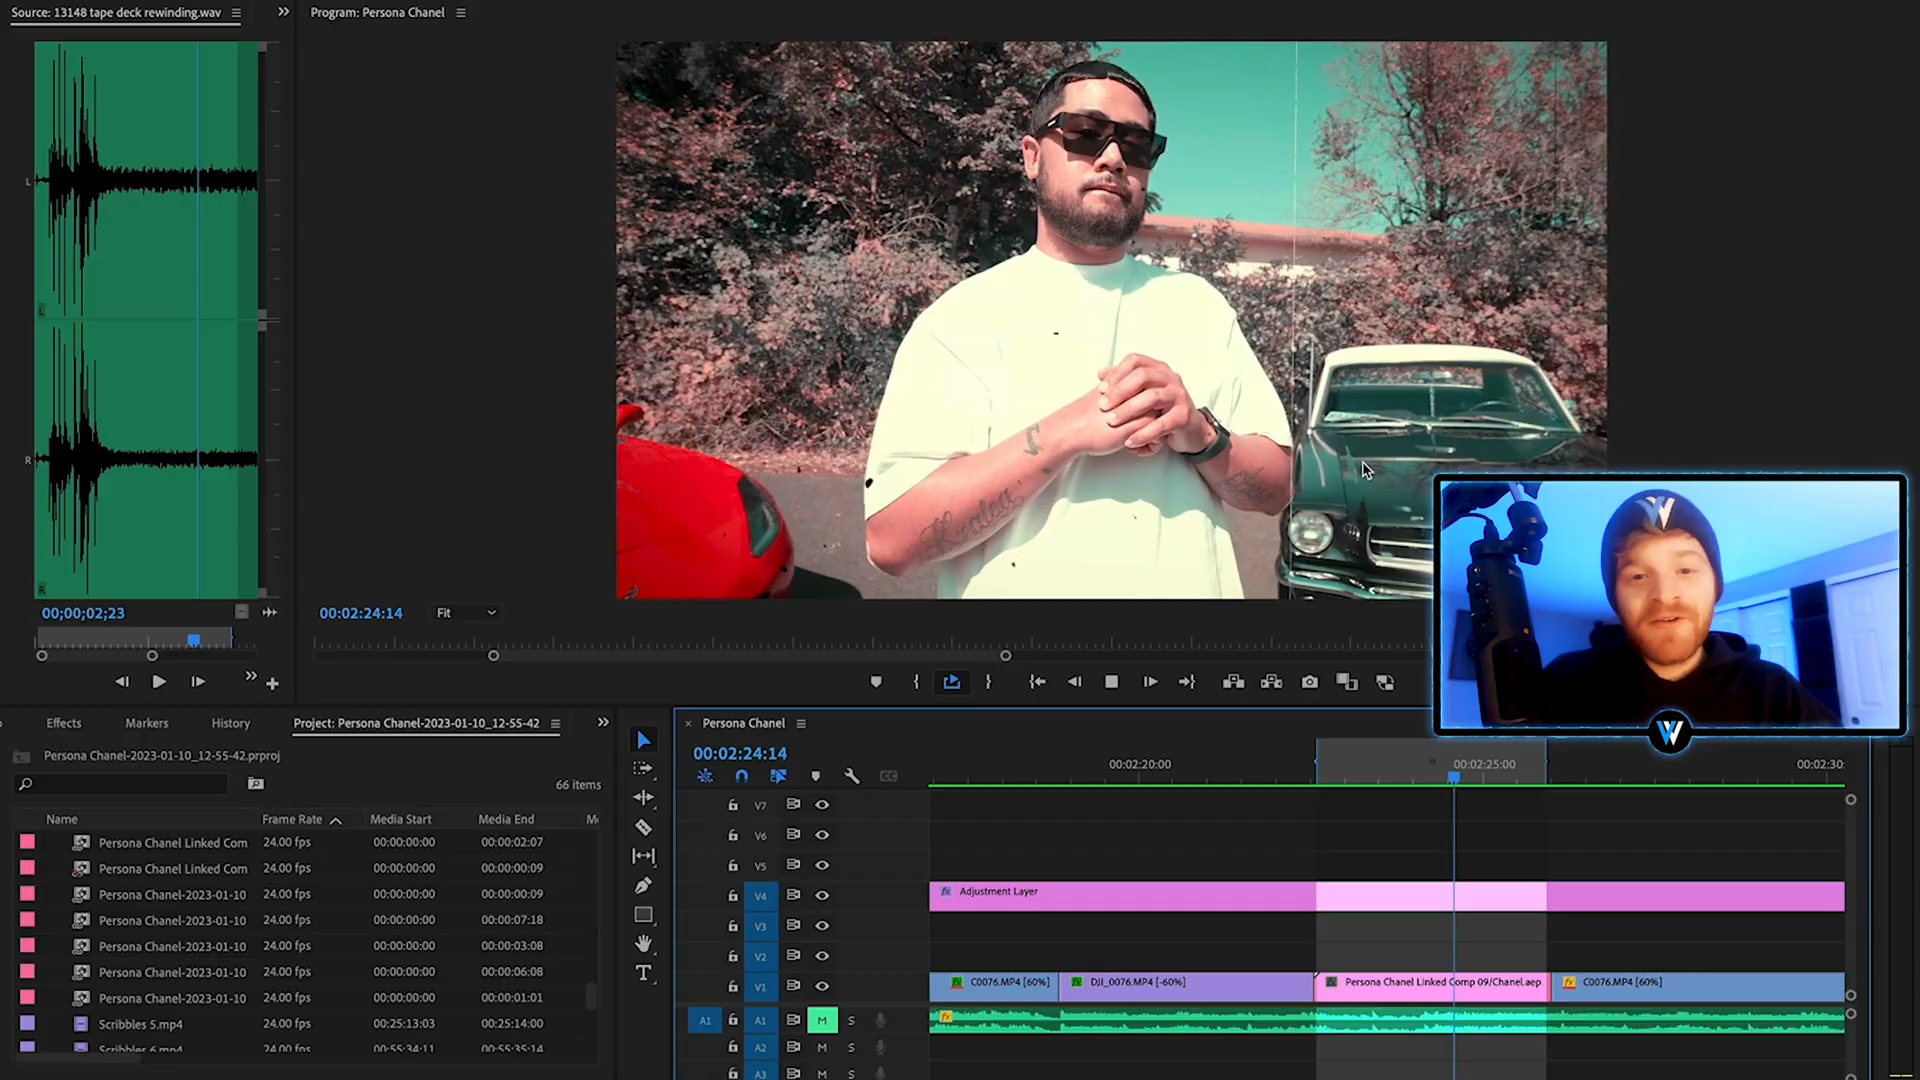 Source: 13148 tape deck rewinding.wav
Program: Persona Chanel
L
L
R
R
00;00;02;23
00:02:24:14
Fit
Effects
Markers
History
Project: Persona Chanel-2023-01-10_12-55-42
Persona Chanel-2023-01-10_12-55-42.prproj
66 items
Name
Frame Rate
Media Start
Media End
Persona Chanel Linked Com 24.00 fps 00:00:00:00 00:00:02:07
Persona Chanel Linked Com 24.00 fps 00:00:00:00 00:00:00:09
Persona Chanel-2023-01-10 24.00 fps 00:00:00:00 00:00:00:09
Persona Chanel-2023-01-10 24.00 fps 00:00:00:00 00:00:07:18
Persona Chanel-2023-01-10 24.00 fps 00:00:00:00 00:00:03:08
Persona Chanel-2023-01-10 24.00 fps 00:00:00:00 00:00:06:08
Persona Chanel-2023-01-10 24.00 fps 00:00:00:00 00:00:01:01
Scribbles 5.mp4 24.00 fps 00:25:13:03 00:25:14:00
Scribbles 6.mp4 24.00 fps 00:55:34:11 00:55:35:14
T
Persona Chanel
00:02:24:14
CC
00:02:20:00
00:02:25:00
00:02:30:
V7
V6
V5
V4
fx Adjustment Layer
V3
V2
V1
fx C0076.MP4 [60%]
fx DJI_0076.MP4 [-60%]
Persona Chanel Linked Comp 09/Chanel.aep
fx C0076.MP4 [60%]
A1 A1 M S
fx
A2 M S
A3 M S
W
W